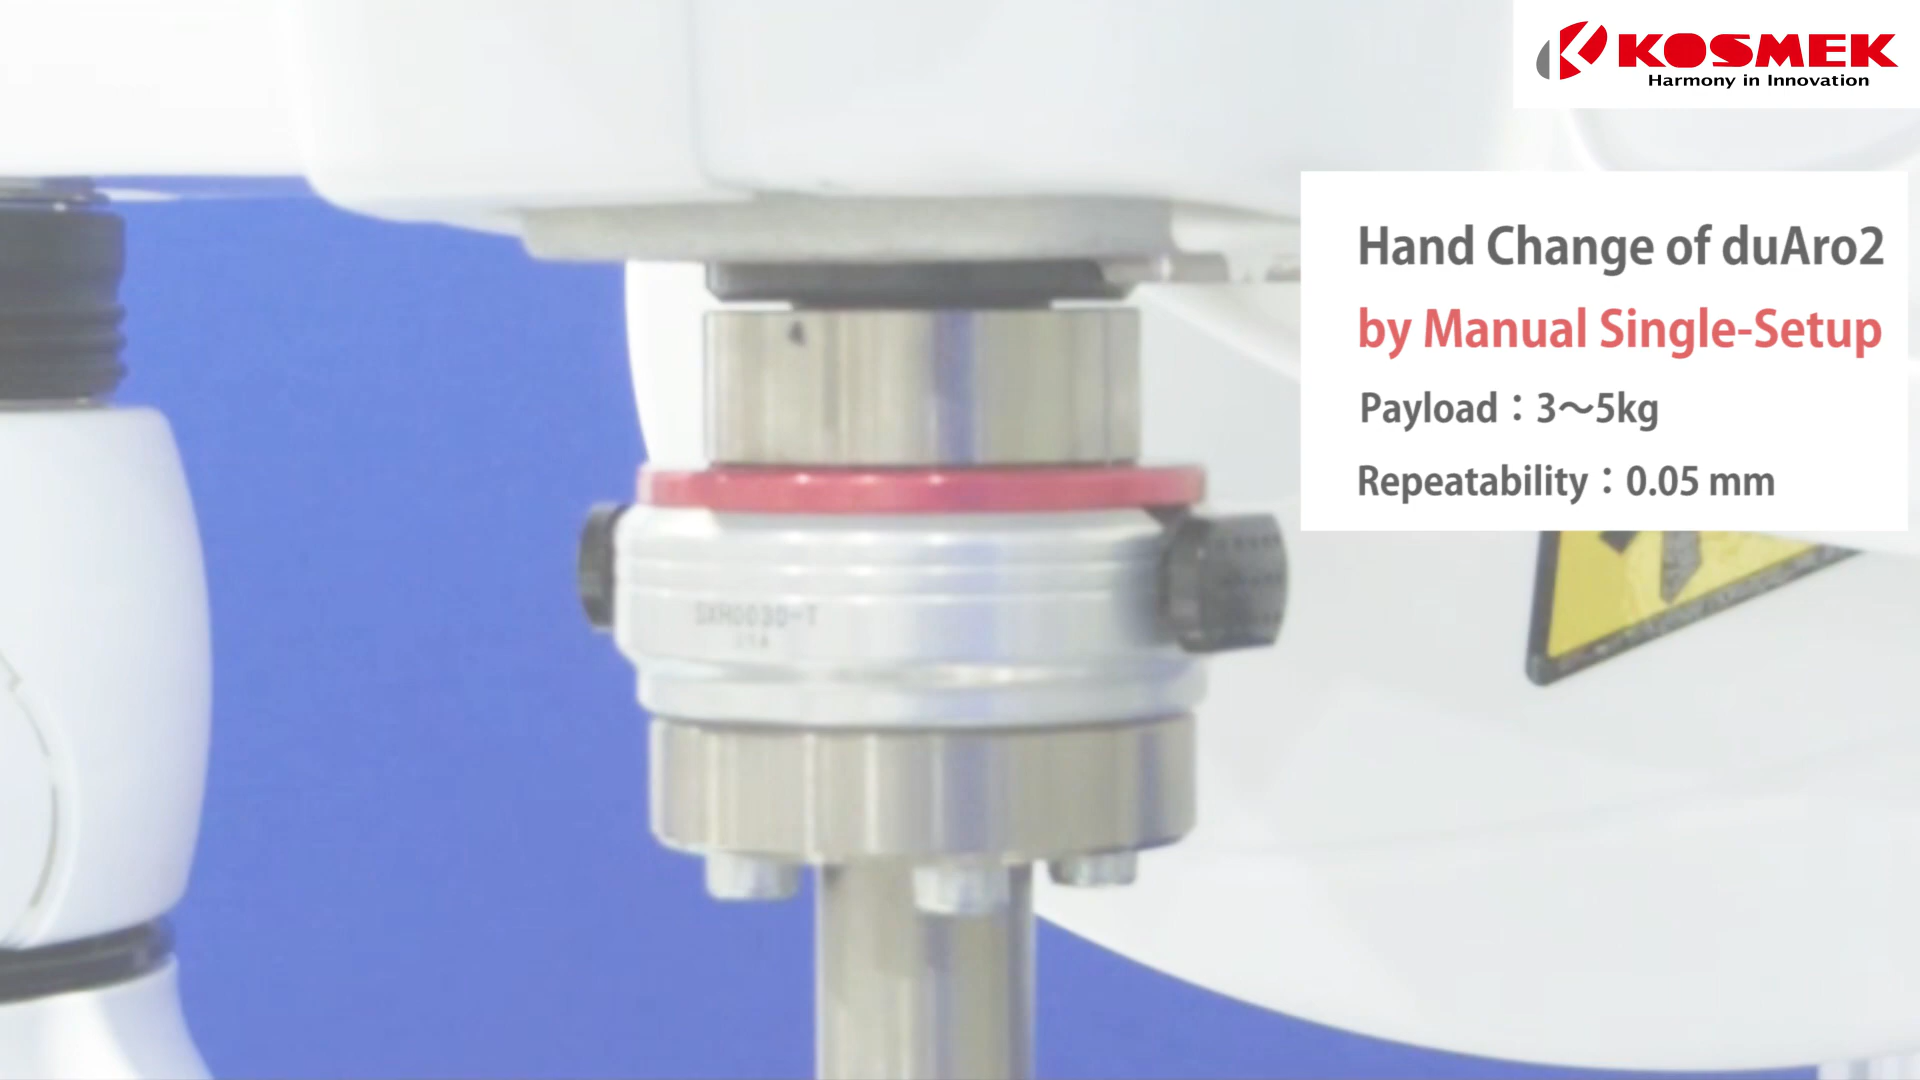 KOSMEK
Harmony in Innovation
Hand Change of duAro2
by Manual Single-Setup
Payload：3～5kg
Repeatability：0.05 mm
SXH0030-T